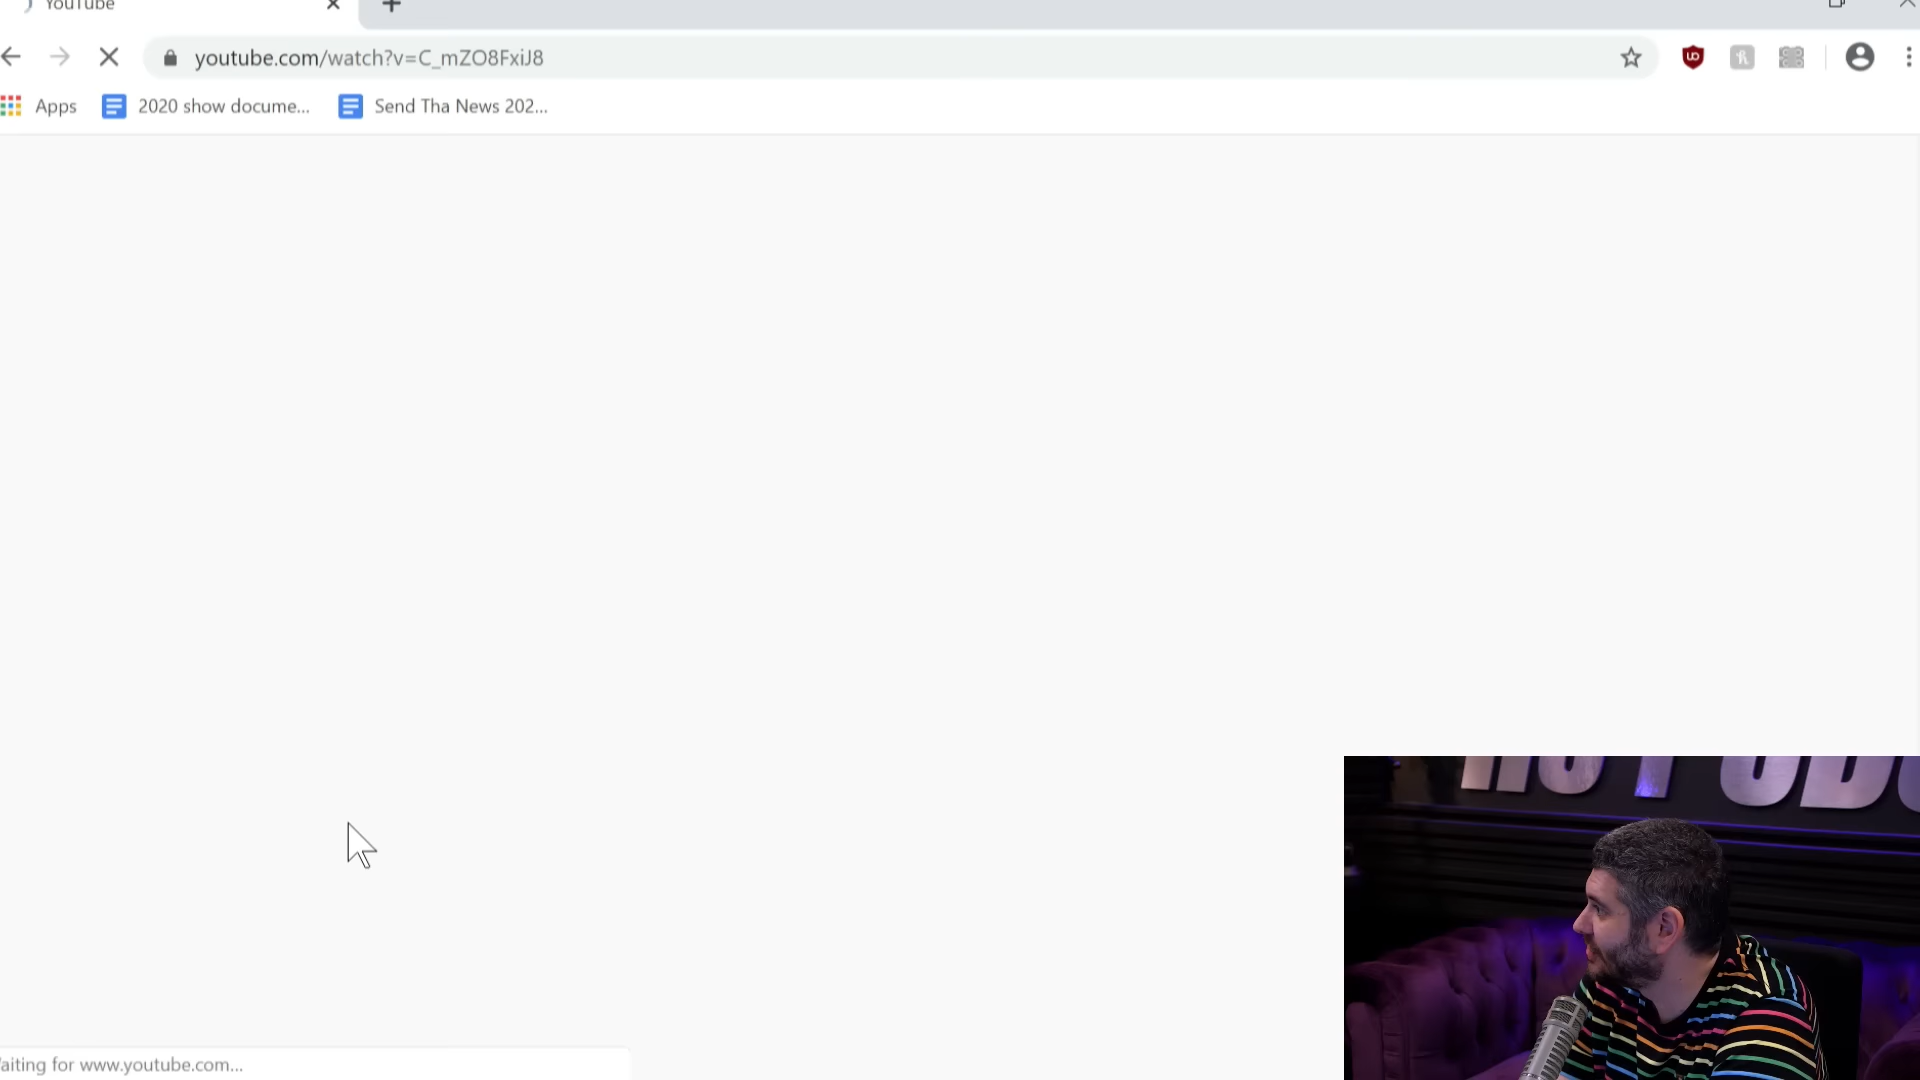 YouTube
youtube.com/watch?v=C_mZO8FxiJ8
Apps 2020 show docume... Send Tha News 202...
aiting for www.youtube.com...